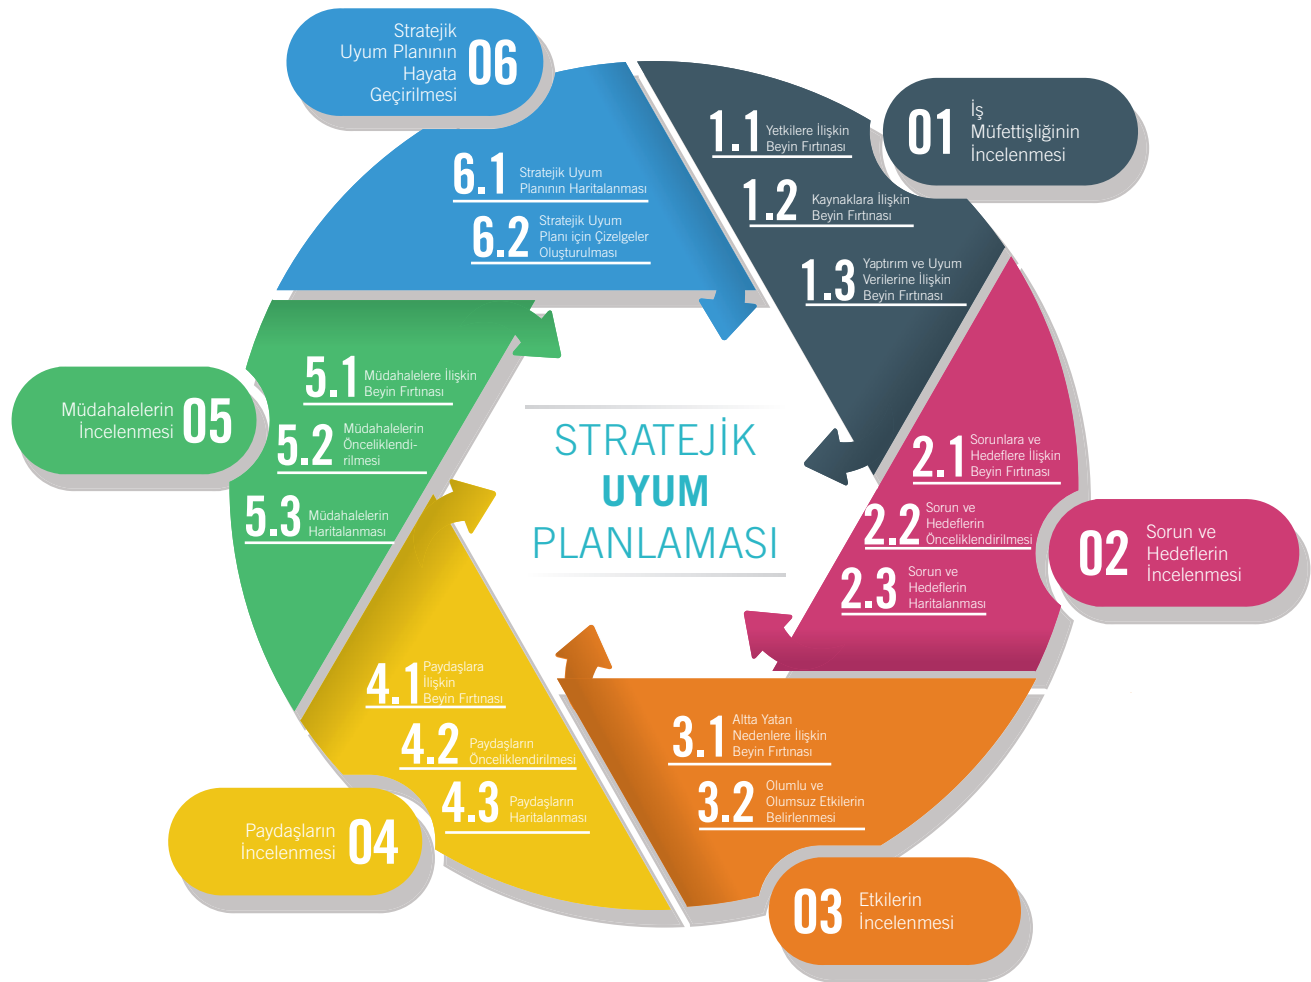 STRATEJİK
UYUM
PLANLAMASI
01
İş
Müfettişliğinin
İncelenmesi
1.1
Yetkilere İlişkin
Beyin Fırtınası
1.2
Kaynaklara İlişkin
Beyin Fırtınası
1.3
Yaptırım ve Uyum
Verilerine İlişkin
Beyin Fırtınası
02
Sorun ve
Hedeflerin
İncelenmesi
2.1
Sorunlara ve
Hedeflere İlişkin
Beyin Fırtınası
2.2
Sorun ve
Hedeflerin
Önceliklendirilmesi
2.3
Sorun ve
Hedeflerin
Haritalanması
03
Etkilerin
İncelenmesi
3.1
Altta Yatan
Nedenlere İlişkin
Beyin Fırtınası
3.2
Olumlu ve
Olumsuz Etkilerin
Belirlenmesi
04
Paydaşların
İncelenmesi
4.1
Paydaşlara
İlişkin
Beyin Fırtınası
4.2
Paydaşların
Önceliklendirilmesi
4.3
Paydaşların
Haritalanması
05
Müdahalelerin
İncelenmesi
5.1
Müdahalelere İlişkin
Beyin Fırtınası
5.2
Müdahalelerin
Önceliklendi-
rilmesi
5.3
Müdahalelerin
Haritalanması
06
Stratejik
Uyum Planının
Hayata
Geçirilmesi
6.1
Stratejik Uyum
Planının Haritalanması
6.2
Stratejik Uyum
Planı için Çizelgeler
Oluşturulması